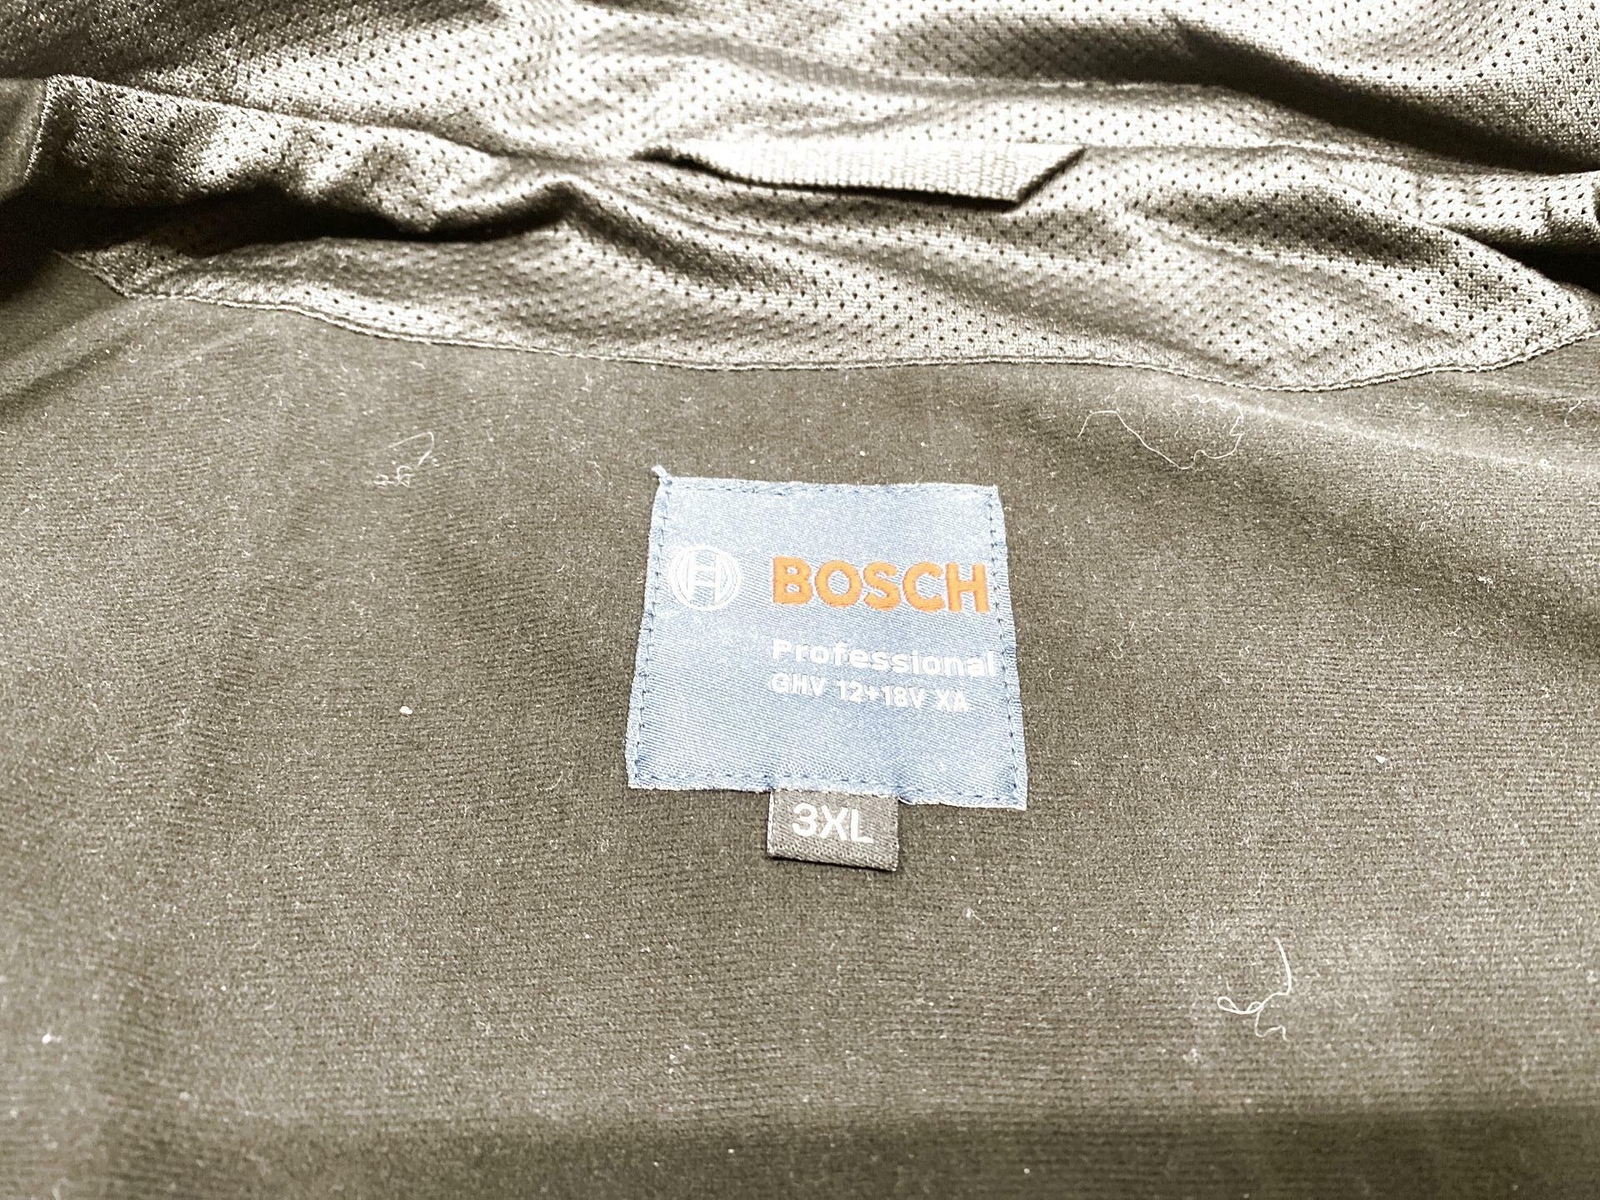 BOSCH
Professional
GHV 12+18V XA
3XL